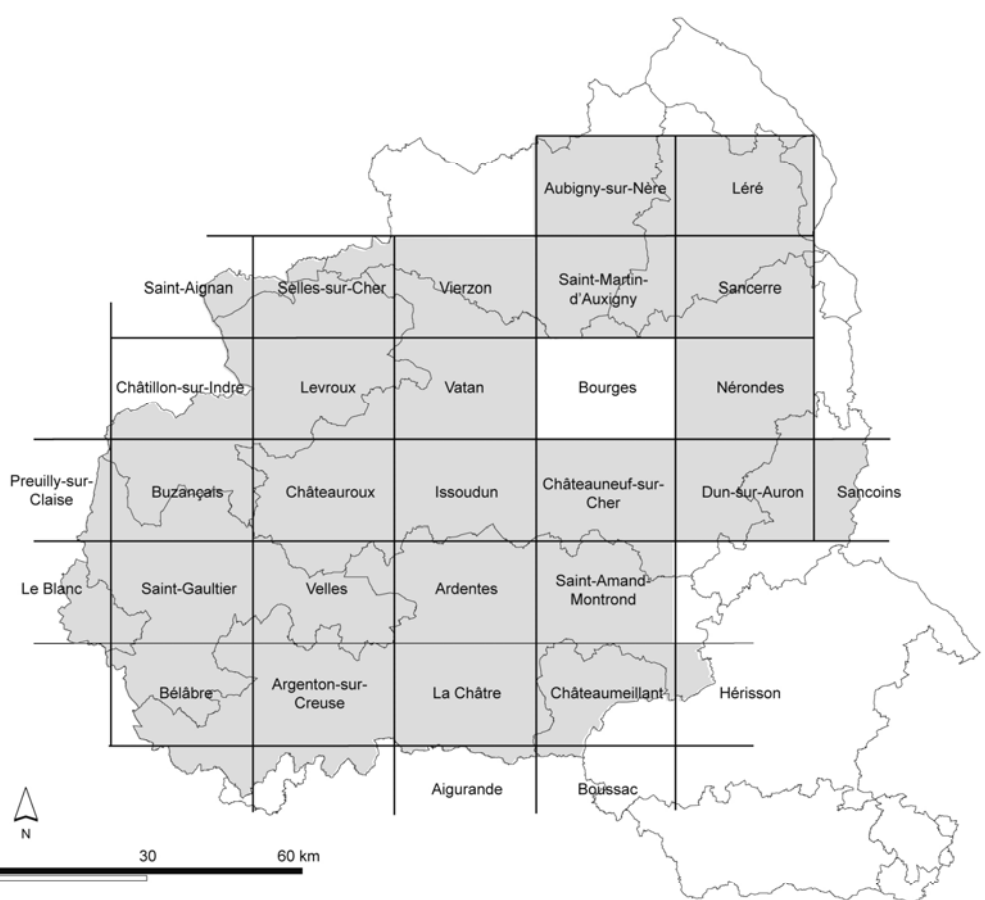 Aubigny-sur-Nère
Léré
Saint-Aignan
Selles-sur-Cher
Vierzon
Saint-Martin-
d'Auxigny
Sancerre
Châtillon-sur-Indre
Levroux
Vatan
Bourges
Nérondes
Preuilly-sur-
Claise
Buzançais
Châteauroux
Issoudun
Châteauneuf-sur-
Cher
Dun-sur-Auron
Sancoins
Le Blanc
Saint-Gaultier
Velles
Ardentes
Saint-Amand-
Montrond
Bélâbre
Argenton-sur-
Creuse
La Châtre
Châteaumeillant
Hérisson
Aigurande
Boussac
N
30
60 km